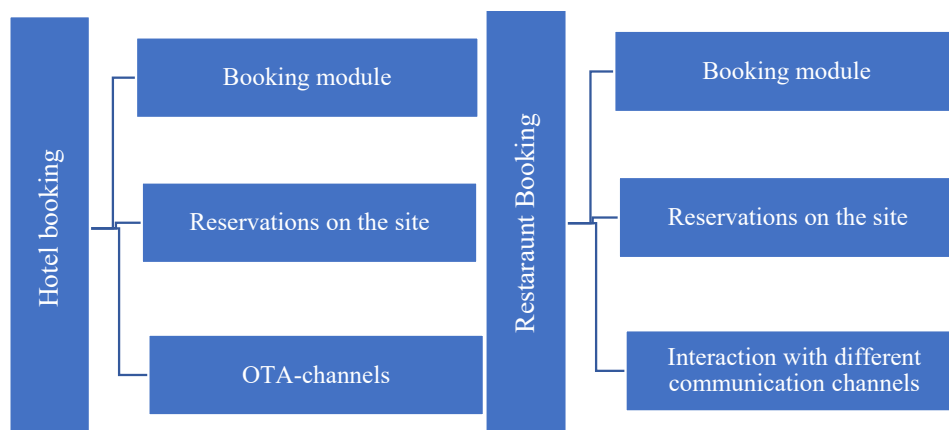 Hotel booking
Booking module
Reservations on the site
OTA-channels
Restaraunt Booking
Booking module
Reservations on the site
Interaction with different
communication channels